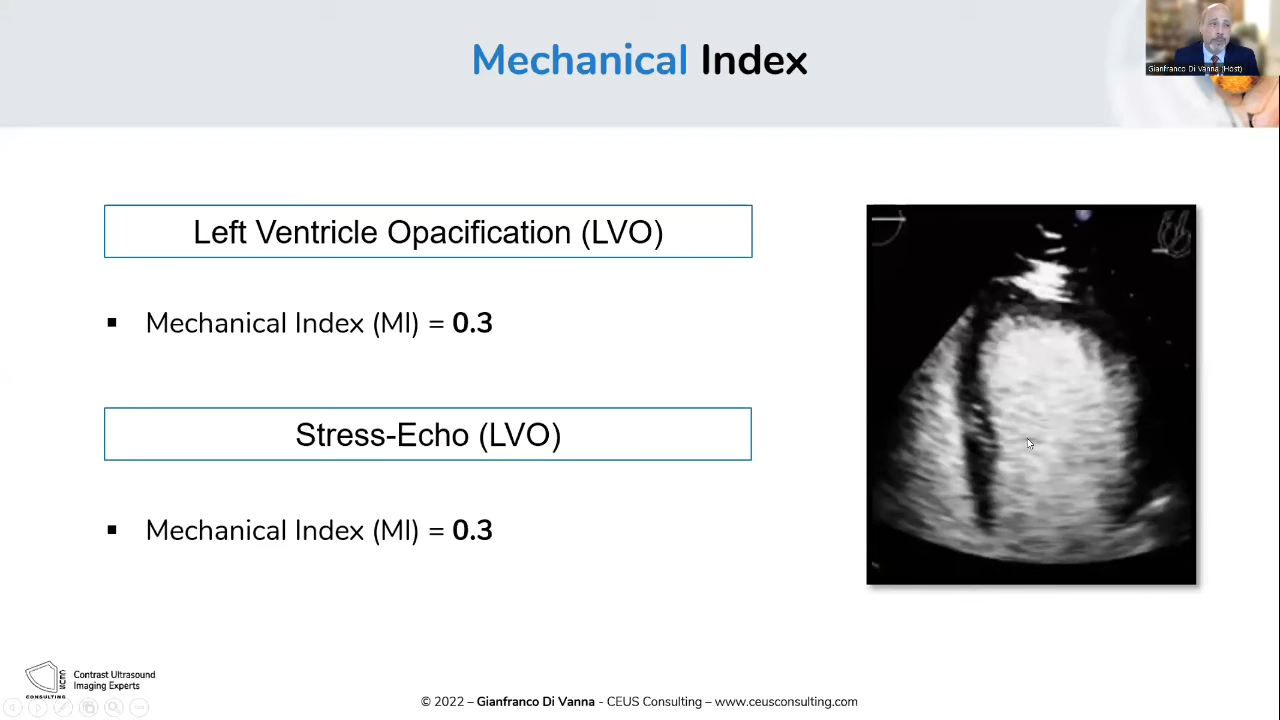 Mechanical Index
Gianfranco Di Vanna (Host)
Left Ventricle Opacification (LVO)
▪ Mechanical Index (MI) = 0.3
Stress-Echo (LVO)
▪ Mechanical Index (MI) = 0.3
CEUS
CONSULTING
Contrast Ultrasound
Imaging Experts
© 2022 – Gianfranco Di Vanna - CEUS Consulting – www.ceusconsulting.com